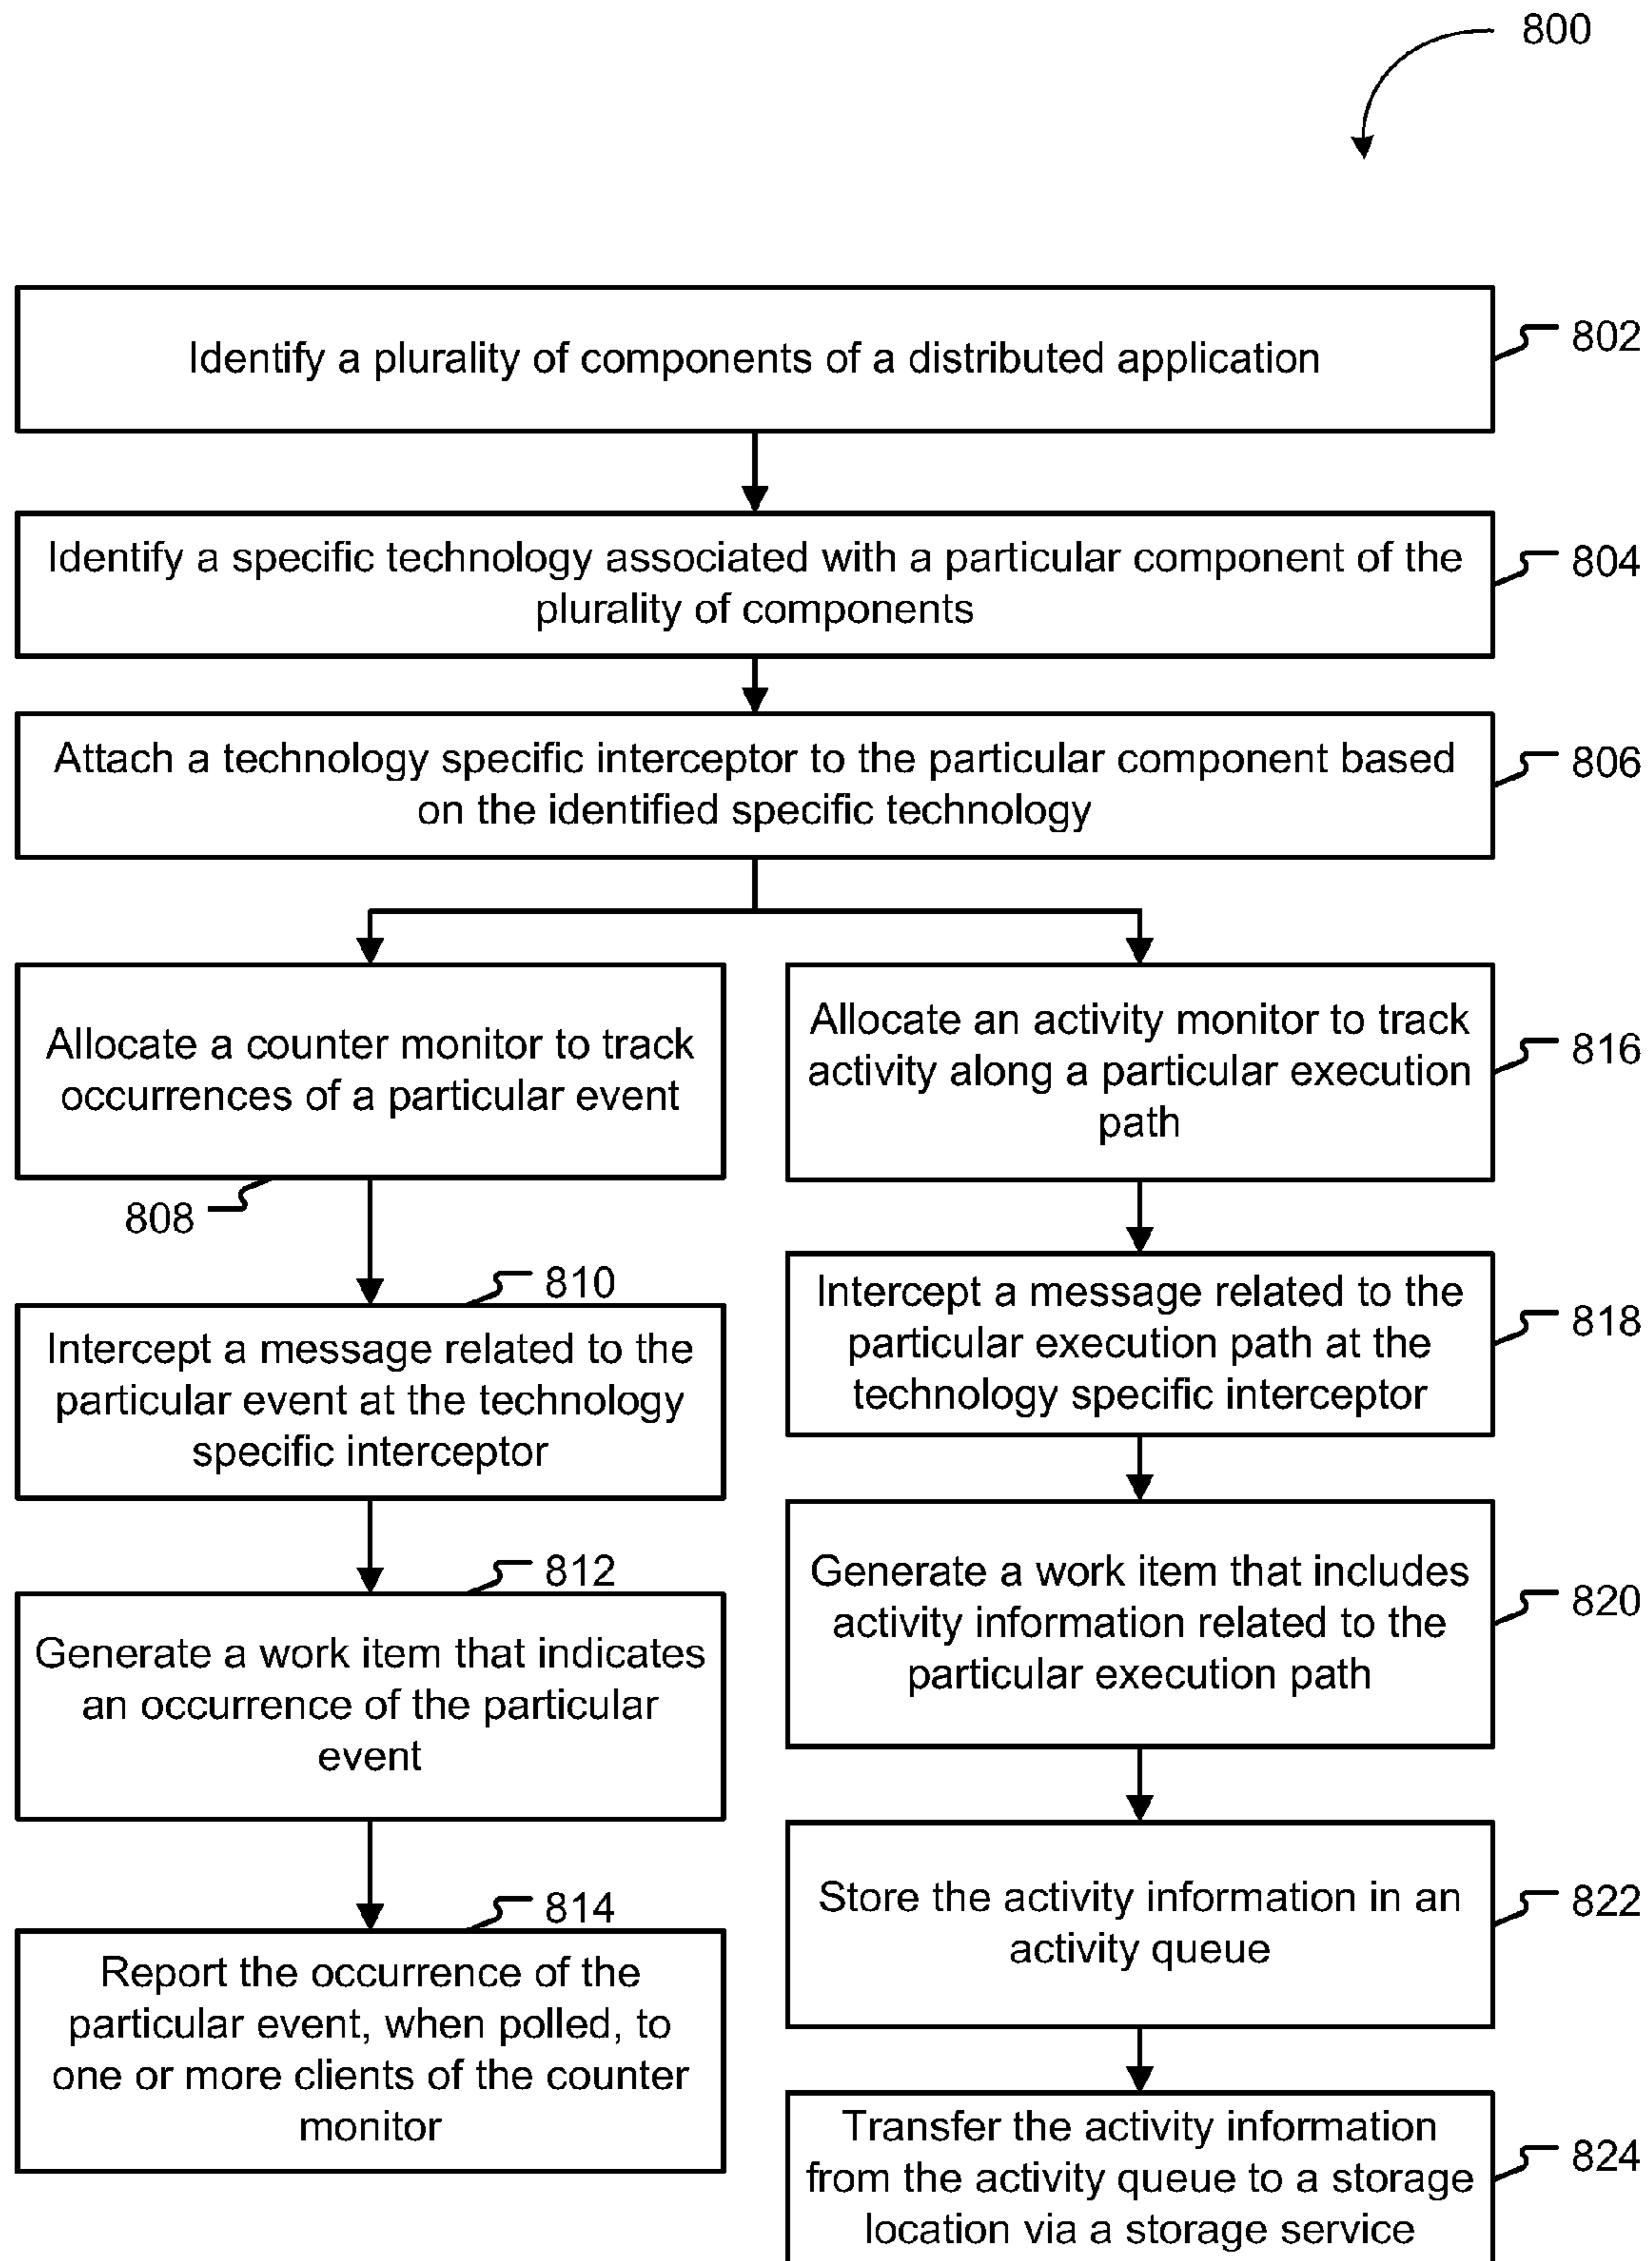 800
Identify a plurality of components of a distributed application
802
Identify a specific technology associated with a particular component of the
plurality of components
804
Attach a technology specific interceptor to the particular component based
on the identified specific technology
806
Allocate a counter monitor to track
occurrences of a particular event
808
810
Intercept a message related to the
particular event at the technology
specific interceptor
812
Generate a work item that indicates
an occurrence of the particular
event
814
Report the occurrence of the
particular event, when polled, to
one or more clients of the counter
monitor
Allocate an activity monitor to track
activity along a particular execution
path
816
Intercept a message related to the
particular execution path at the
technology specific interceptor
818
Generate a work item that includes
activity information related to the
particular execution path
820
Store the activity information in an
activity queue
822
Transfer the activity information
from the activity queue to a storage
location via a storage service
824